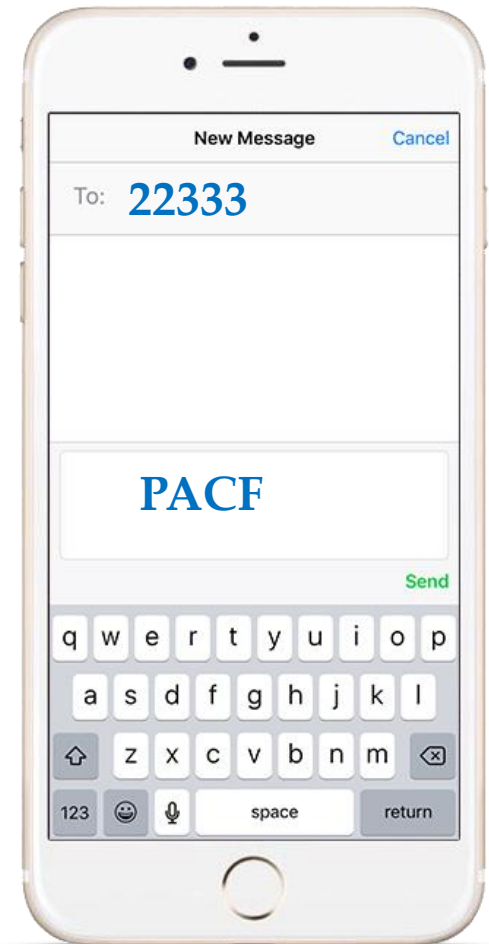 New Message Cancel
To: 22333
PACF
Send
q w e r t y u i o p
a s d f g h j k l
z x c v b n m
123 space return